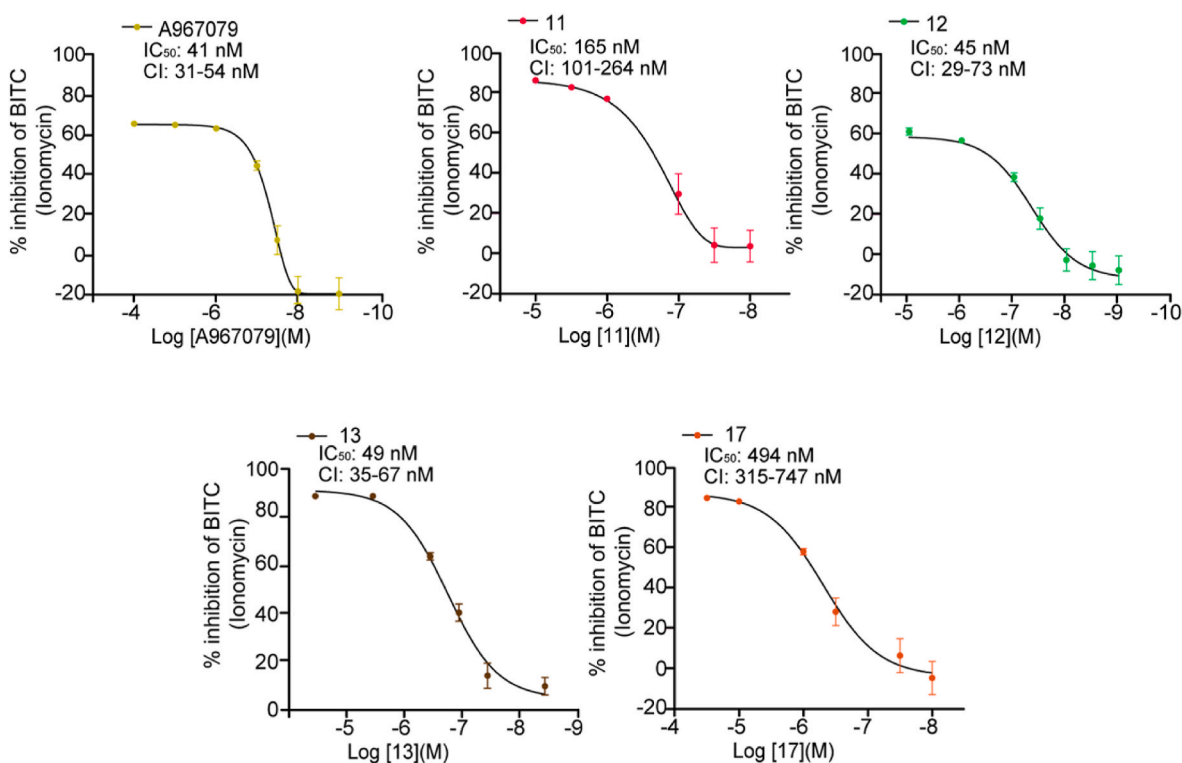 A967079
IC₅₀: 41 nM
CI: 31-54 nM
100
80
60
40
20
0
-20
% inhibition of BITC
(Ionomycin)
-4 -6 -8 -10
Log [A967079](M)
11
IC₅₀: 165 nM
CI: 101-264 nM
100
80
60
40
20
0
-20
% inhibition of BITC
(Ionomycin)
-5 -6 -7 -8
Log [11](M)
12
IC₅₀: 45 nM
CI: 29-73 nM
100
80
60
40
20
0
-20
% inhibition of BITC
(Ionomycin)
-5 -6 -7 -8 -9 -10
Log [12](M)
13
IC₅₀: 49 nM
CI: 35-67 nM
100
80
60
40
20
0
% inhibition of BITC
(Ionomycin)
-5 -6 -7 -8 -9
Log [13](M)
17
IC₅₀: 494 nM
CI: 315-747 nM
100
80
60
40
20
0
-20
% inhibition of BITC
(Ionomycin)
-4 -5 -6 -7 -8
Log [17](M)